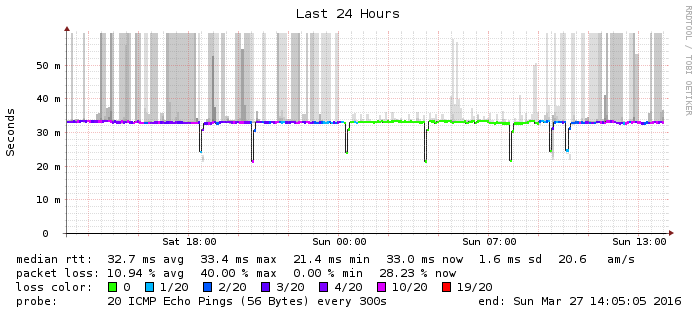 Last 24 Hours
RRDTOOL / TOBI OETIKER
Seconds
50 m
40 m
30 m
20 m
10 m
0
Sat 18:00 Sun 00:00 Sun 07:00 Sun 13:00
median rtt: 32.7 ms avg 33.4 ms max 21.4 ms min 33.0 ms now 1.6 ms sd 20.6 am/s
packet loss: 10.94 % avg 40.00 % max 0.00 % min 28.23 % now
loss color: 0 1/20 2/20 3/20 4/20 10/20 19/20
probe: 20 ICMP Echo Pings (56 Bytes) every 300s end: Sun Mar 27 14:05:05 2016